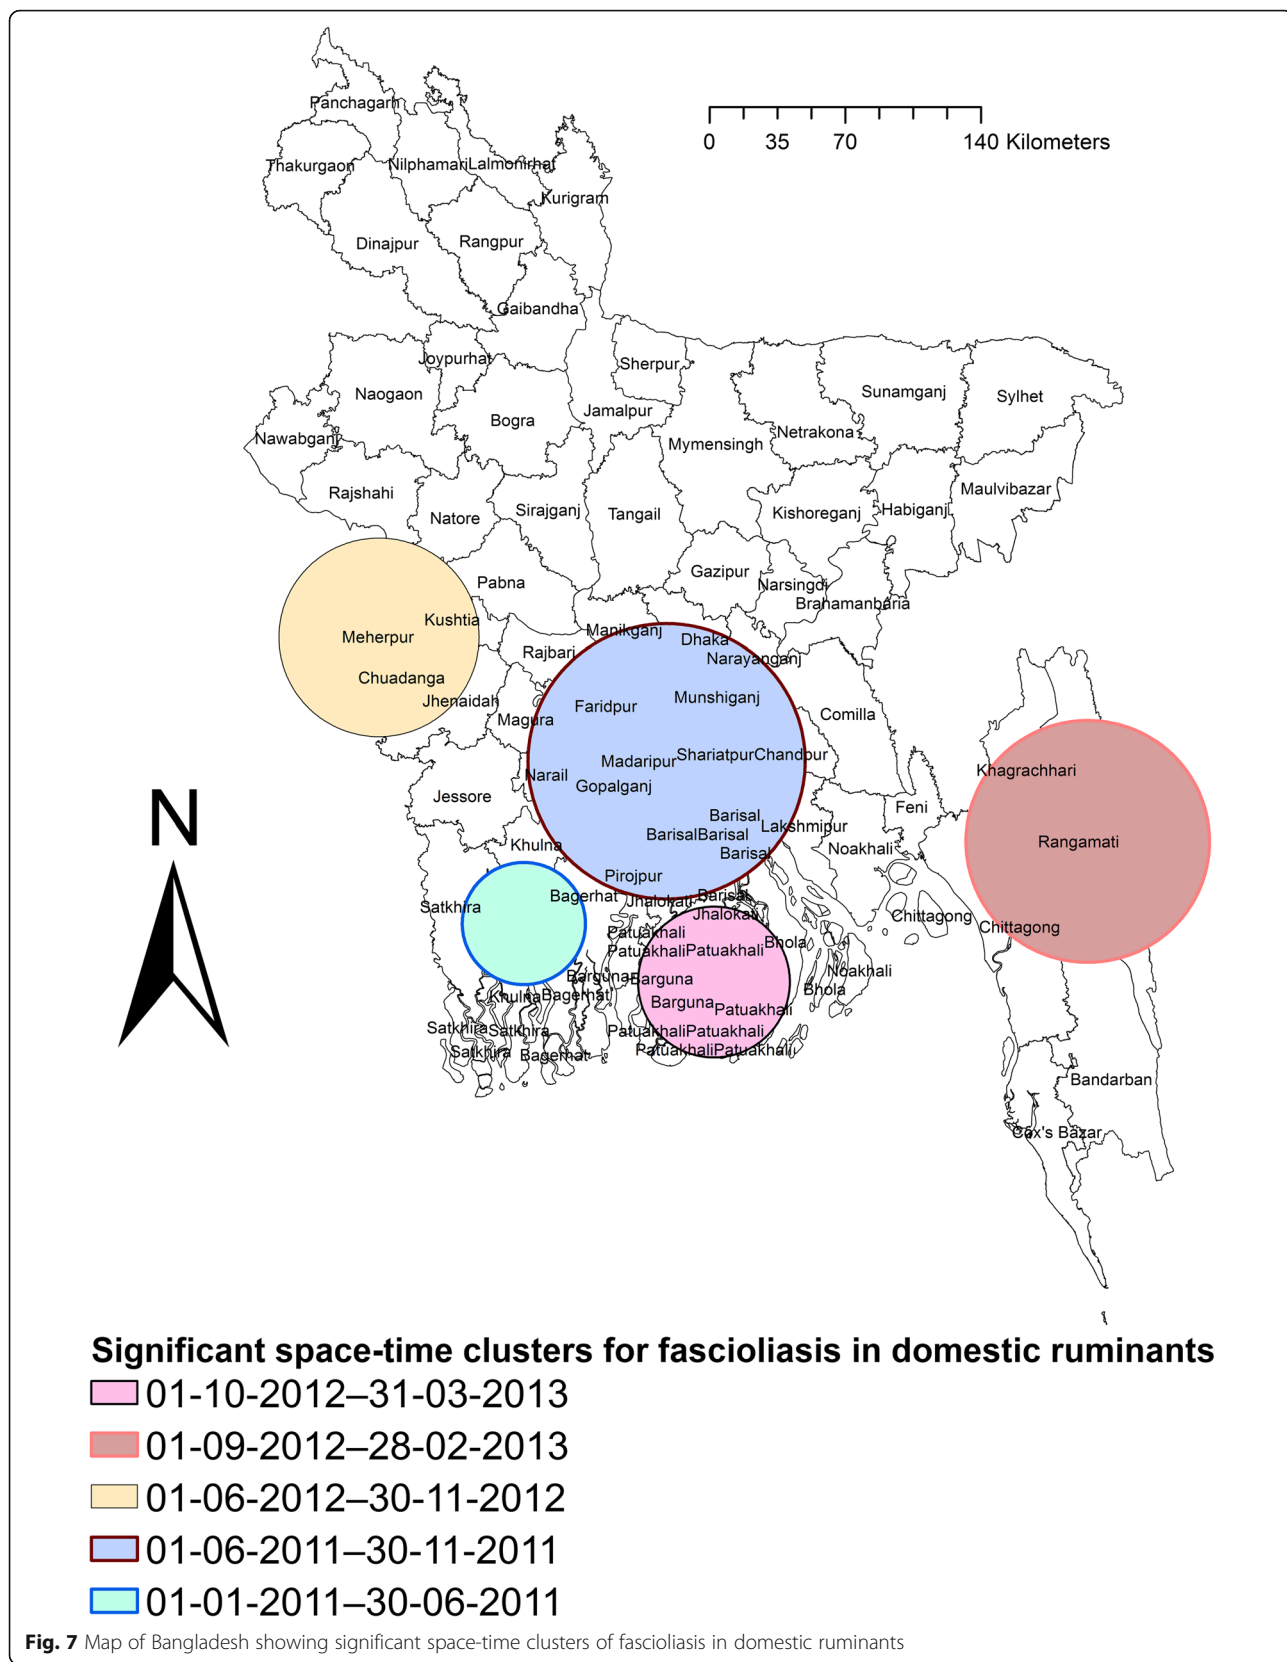 Panchagarh
0 35 70 140 Kilometers
Thakurgaon Nilphamari Lalmonirhat
Kurigram
Dinajpur Rangpur
Gaibandha
Joypurhat Sherpur
Naogaon Sunamganj Sylhet
Bogra Jamalpur
Nawabganj Mymensingh Netrakona
Rajshahi Maulvibazar
Natore Sirajganj Tangail Kishoreganj Habiganj
Pabna Gazipur Narsingdi
Brahamanbaria
Kushtia
Meherpur Manikganj Dhaka
Rajbari Narayanganj
Chuadanga
Jhenaidah Faridpur Munshiganj
Magura Comilla
Madaripur Shariatpur Chandpur
Narail Gopalganj Khagrachhari
N Jessore Feni
Barisal Lakshmipur
Barisal Barisal
Khulna Barisal Noakhali Rangamati
Pirojpur
Satkhira Bagerhat Jhalokati Barisal
Jhalokati Chittagong Chittagong
Patuakhali
Patuakhali Patuakhali Bhola
Barguna Barguna Noakhali
Khulna Bagerhat Barguna Patuakhali Bhola
Satkhira Satkhira Patuakhali Patuakhali
Satkhira Bagerhat Patuakhali Patuakhali
Bandarban
Cox's Bazar
Significant space-time clusters for fascioliasis in domestic ruminants
01-10-2012–31-03-2013
01-09-2012–28-02-2013
01-06-2012–30-11-2012
01-06-2011–30-11-2011
01-01-2011–30-06-2011
Fig. 7 Map of Bangladesh showing significant space-time clusters of fascioliasis in domestic ruminants